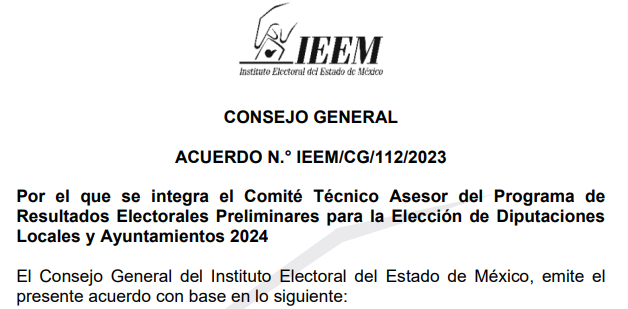 IEEM
Instituto Electoral del Estado de México
CONSEJO GENERAL
ACUERDO N.° IEEM/CG/112/2023
Por el que se integra el Comité Técnico Asesor del Programa de
Resultados Electorales Preliminares para la Elección de Diputaciones
Locales y Ayuntamientos 2024
El Consejo General del Instituto Electoral del Estado de México, emite el
presente acuerdo con base en lo siguiente: